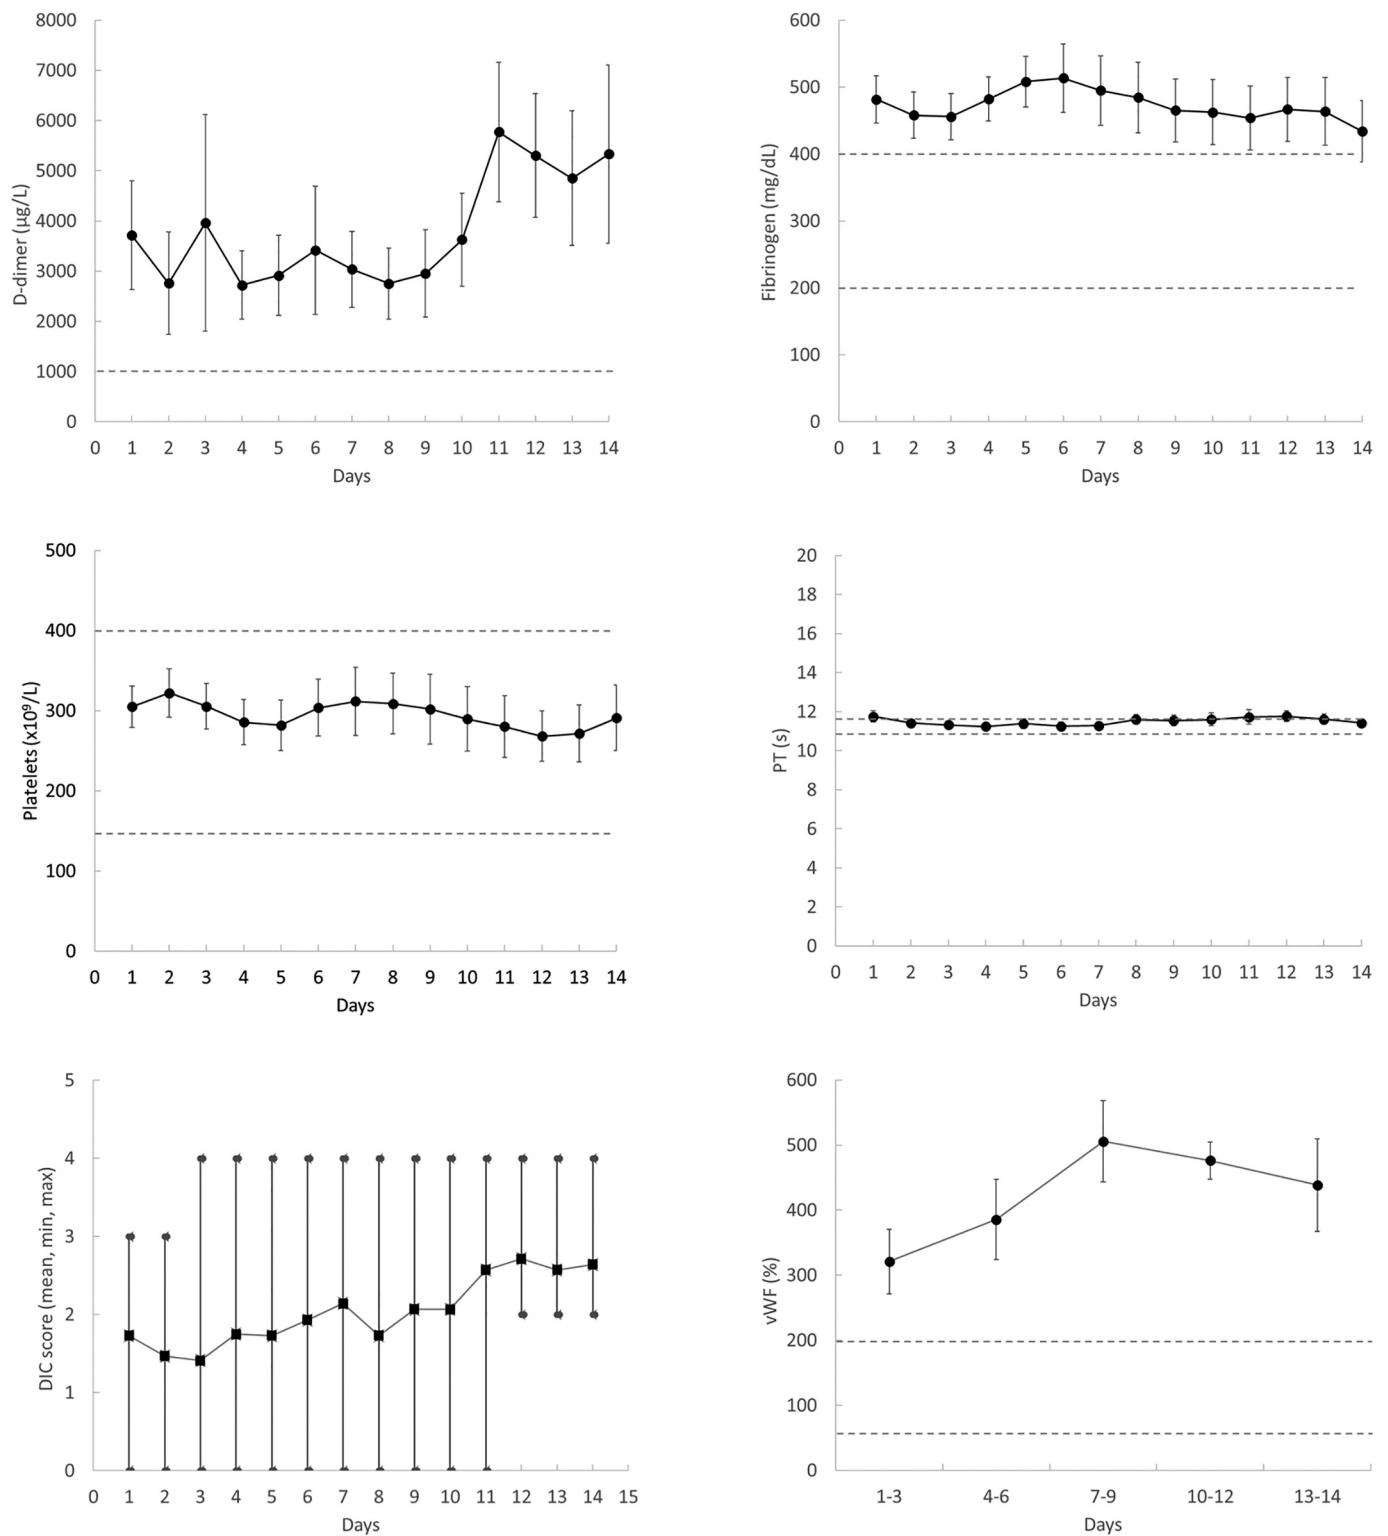 8000
7000
6000
5000
4000
3000
2000
1000
0
D-dimer (µg/L)
0 1 2 3 4 5 6 7 8 9 10 11 12 13 14
Days
600
500
400
300
200
100
0
Fibrinogen (mg/dL)
0 1 2 3 4 5 6 7 8 9 10 11 12 13 14
Days
500
400
300
200
100
0
Platelets (x10⁹/L)
0 1 2 3 4 5 6 7 8 9 10 11 12 13 14
Days
20
18
16
14
12
10
8
6
4
2
0
PT (s)
0 1 2 3 4 5 6 7 8 9 10 11 12 13 14
Days
5
4
3
2
1
0
DIC score (mean, min, max)
0 1 2 3 4 5 6 7 8 9 10 11 12 13 14 15
Days
600
500
400
300
200
100
0
vWF (%)
1-3 4-6 7-9 10-12 13-14
Days